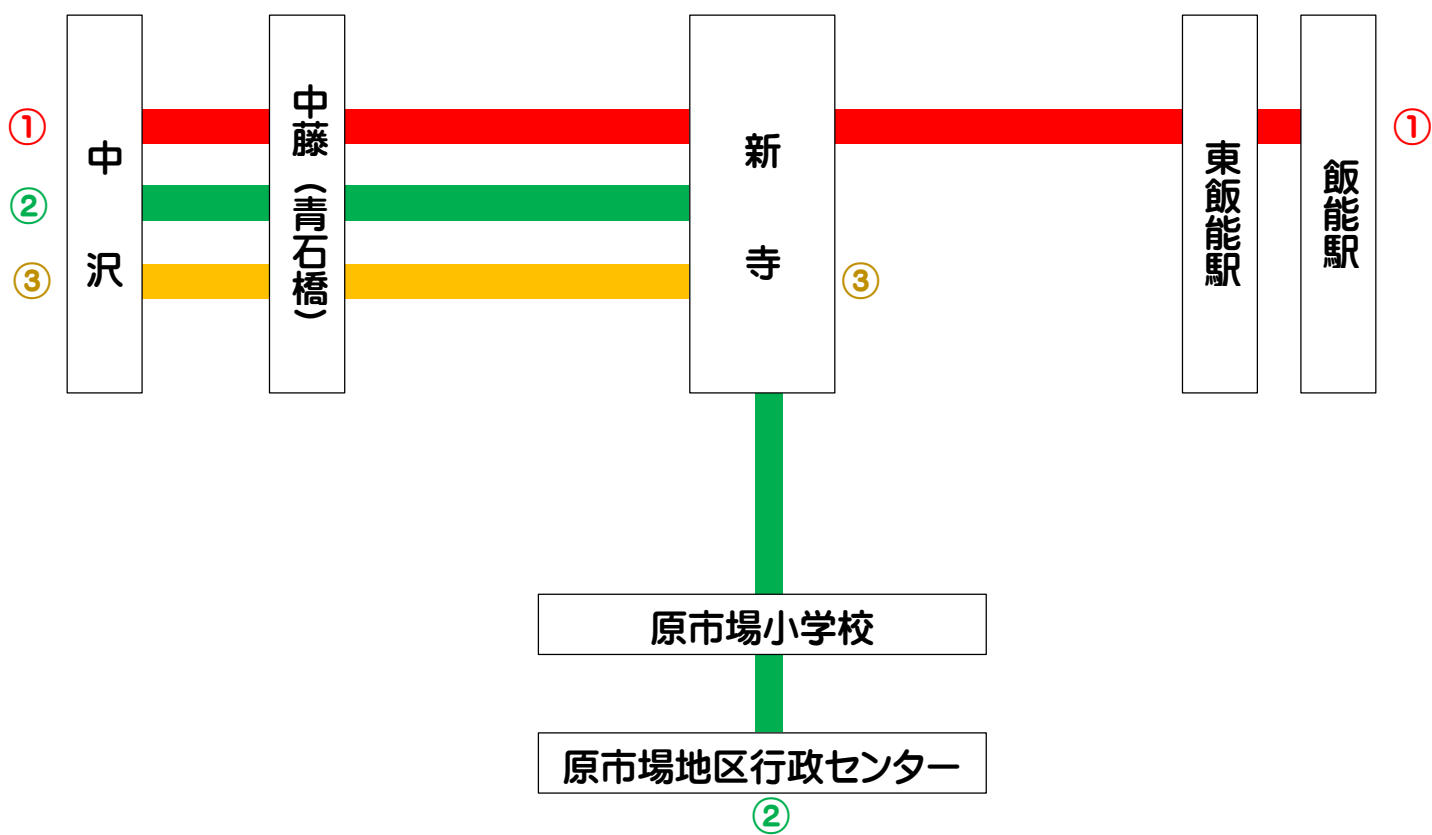 ①
②
③
中沢
中藤（青石橋）
新寺
③
東飯能駅
飯能駅
①
原市場小学校
原市場地区行政センター
②